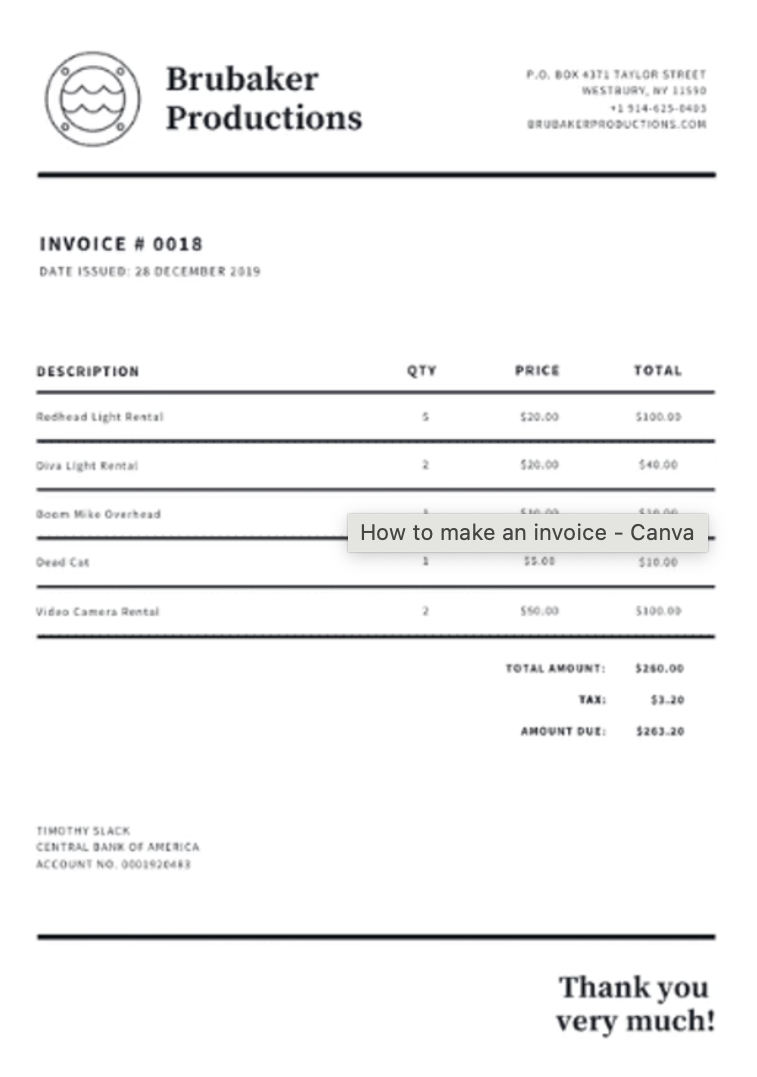 Brubaker
Productions
P.O. BOX 4371 TAYLOR STREET
WESTBURY, NY 11590
+1 914-625-0403
BRUBAKERPRODUCTIONS.COM
INVOICE # 0018
DATE ISSUED: 28 DECEMBER 2019
DESCRIPTION QTY PRICE TOTAL
Redhead Light Rental 5 $20.00 $100.00
Diva Light Rental 2 $20.00 $40.00
Boom Mike Overhead
How to make an invoice - Canva
Dead Cat 1 $5.00 $10.00
Video Camera Rental 2 $50.00 $100.00
TOTAL AMOUNT: $260.00
TAX: $3.20
AMOUNT DUE: $263.20
TIMOTHY SLACK
CENTRAL BANK OF AMERICA
ACCOUNT NO. 0001920483
Thank you
very much!